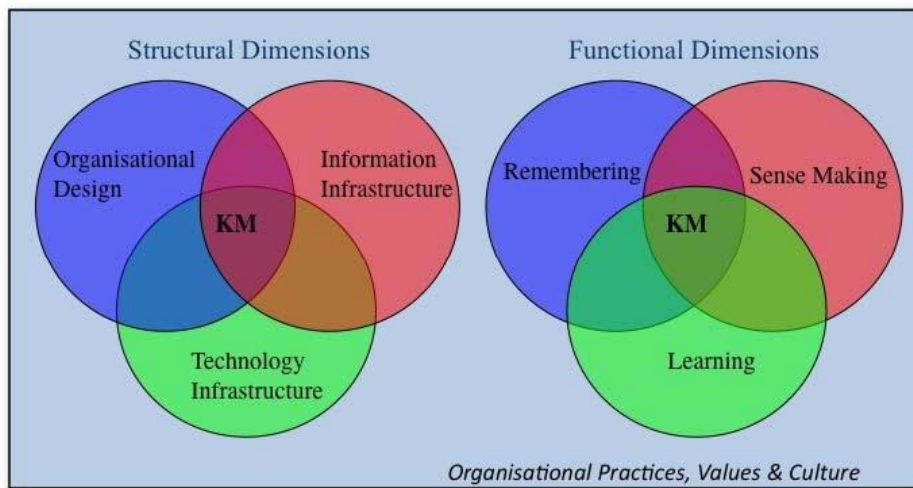 Structural Dimensions
Organisational
Design
Information
Infrastructure
KM
Technology
Infrastructure
Functional Dimensions
Remembering
Sense Making
KM
Learning
Organisational Practices, Values & Culture